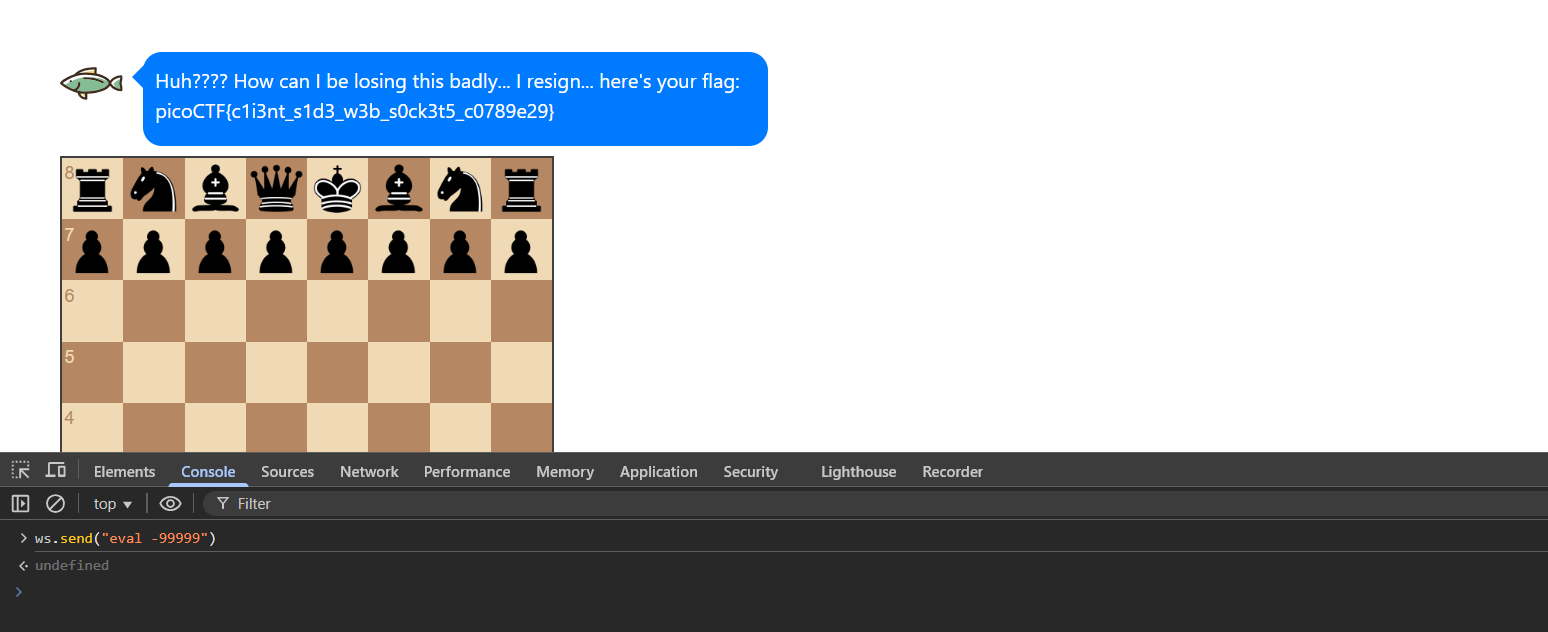 Huh???? How can I be losing this badly... I resign... here's your flag:
picoCTF{c1i3nt_s1d3_w3b_s0ck3t5_c0789e29}
8
7
6
5
4
Elements Console Sources Network Performance Memory Application Security Lighthouse Recorder
top Filter
ws.send("eval -99999")
undefined